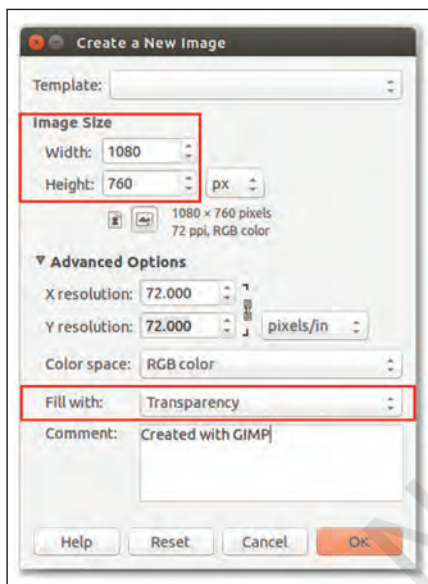 Create a New Image
Template:
Image Size
Width: 1080
Height: 760 px
1080 × 760 pixels
72 ppi, RGB color
Advanced Options
X resolution: 72.000
Y resolution: 72.000 pixels/in
Color space: RGB color
Fill with: Transparency
Comment: Created with GIMP
Help Reset Cancel OK